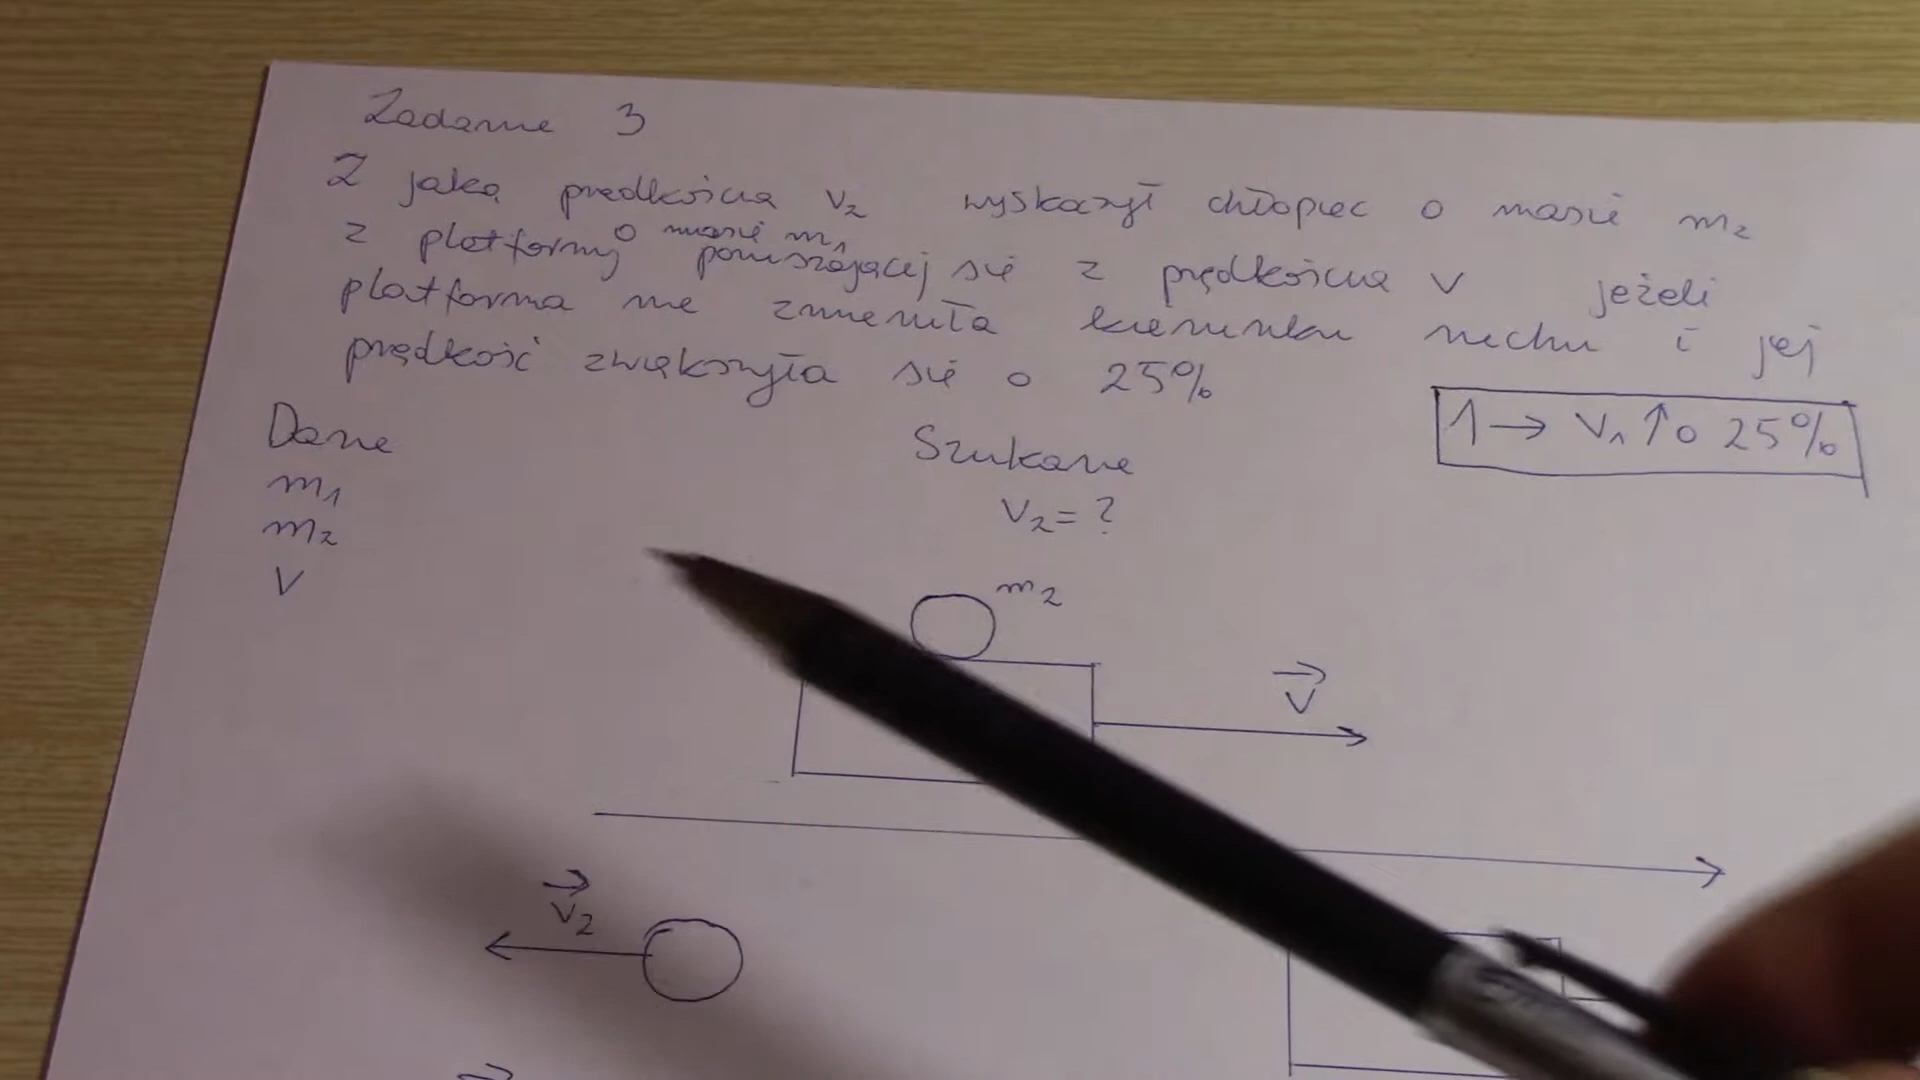 Zadanie 3
Z jaką prędkością v₂ wyskoczył chłopiec o masie m₂
z platformy o masie m₁ poruszającej się z prędkością v jeżeli
platforma nie zmieniła kierunku ruchu i jej
prędkość zwiększyła się o 25%
1 → v₁ ↑ o 25%
Dane
Szukane
m₁
v₂ = ?
m₂
v
m₂
v
v₂